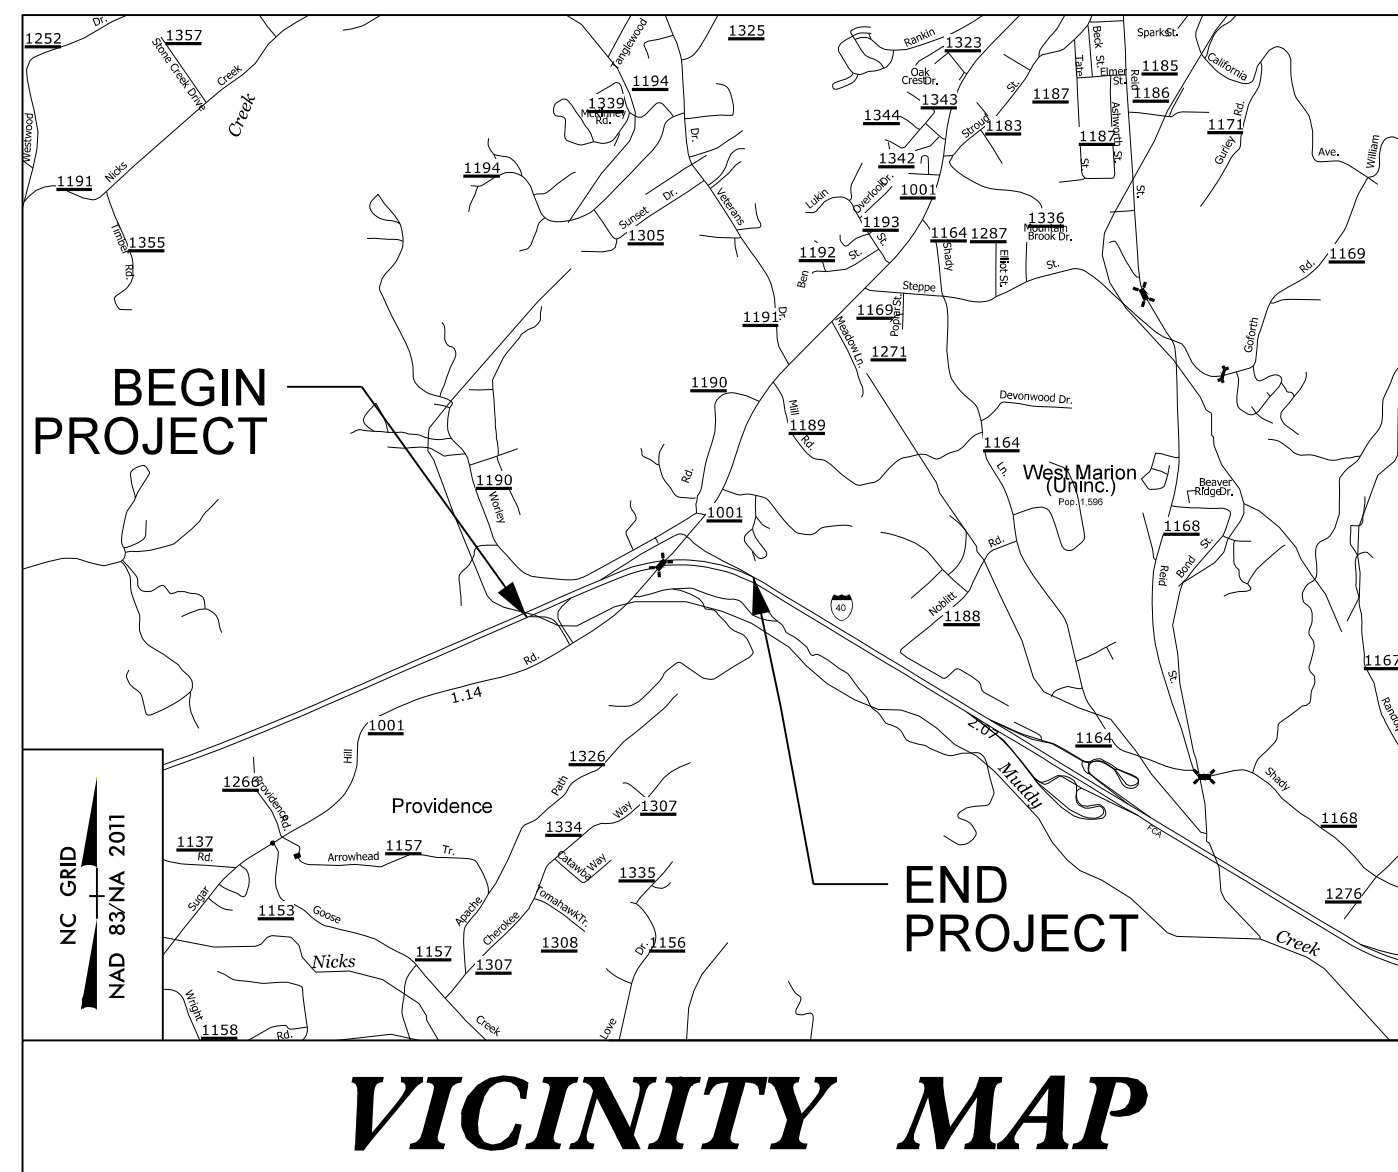 Dr.
1252
1357
Stone Creek Drive
Creek
Creek
Westwood
Nicks
1191
Timber
Rd.
1355
Tanglewood
1194
1339
McKinney
Rd.
1325
Dr.
1194
Sunset Dr.
1305
Veterans
Dr.
1191
Rankin
1323
Oak
CrestDr.
1343
1344
Stroud
St.
1183
1342
1001
Lukin
OverlookDr.
1193
St.
1192
Ben
St.
1164
1287
Shady
Elliot St.
1336
Mountain
Brook Dr.
St.
Steppe
1169
Poplar St.
1271
Meadow Ln.
Beck St.
Tate
St.
Elmer
St.
Reid
St.
Sparks St.
1185
1186
1187
1187
Ashworth St.
California
1171
Gurley Rd.
Ave.
William
1169
Rd.
Goforth
BEGIN
PROJECT
1190
1190
Worley
Rd.
1001
Mill
1189
Rd.
Devonwood Dr.
1164
Ln.
West Marion
(Uninc.)
Pop. 1,596
Beaver
RidgeDr.
1168
Bond St.
Reid
St.
Rd.
Noblitt
1188
40
1167
Randolph
Rd.
1.14
1001
Hill
2.07
1164
Muddy
Shady
1168
1276
FCA
Creek
1266
Providence
Rd.
Providence
1326
Path
1334
Way
1307
Catawba Way
1335
1137
Rd.
Arrowhead
1157
Tr.
Sugar
1153
Goose
Apache
Cherokee
TomahawkTr.
1308
Dr.
1156
Love
Nicks
1157
1307
Creek
Wright
1158
Rd.
NC GRID
NAD 83/NA 2011
END
PROJECT
VICINITY MAP